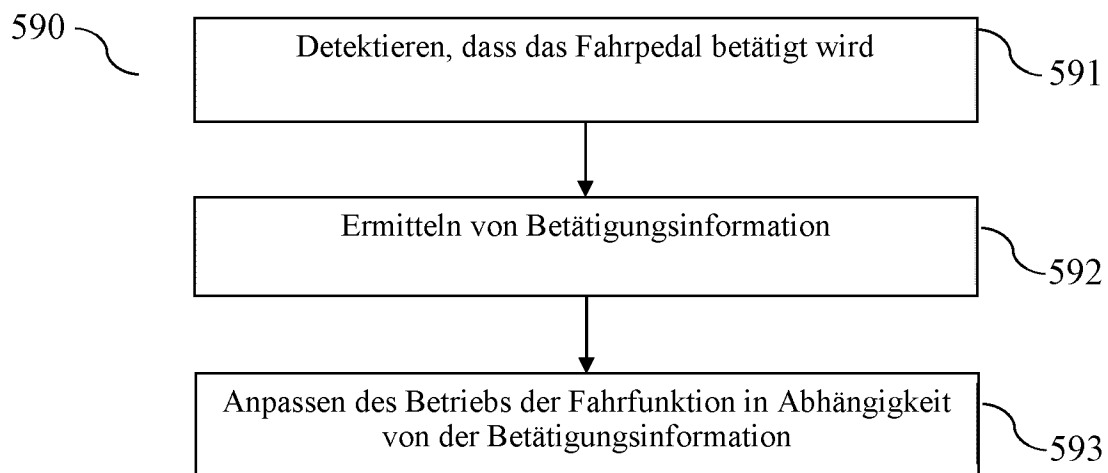 590
Detektieren, dass das Fahrpedal betätigt wird
591
Ermitteln von Betätigungsinformation
592
Anpassen des Betriebs der Fahrfunktion in Abhängigkeit
von der Betätigungsinformation
593